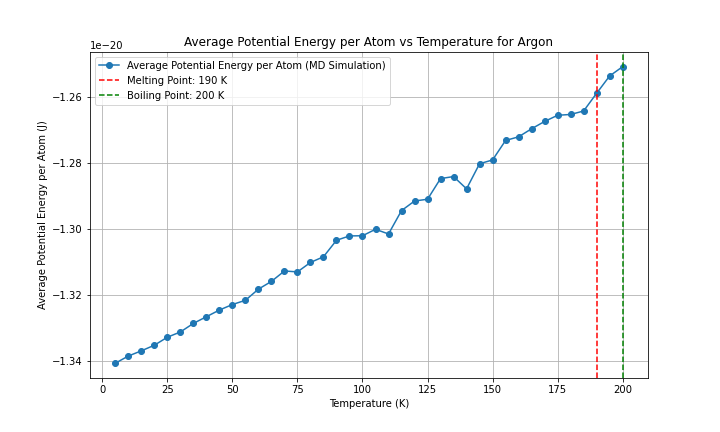 Average Potential Energy per Atom vs Temperature for Argon
1e−20
Average Potential Energy per Atom (MD Simulation)
Melting Point: 190 K
Boiling Point: 200 K
−1.26
−1.28
−1.30
−1.32
−1.34
Average Potential Energy per Atom (J)
0 25 50 75 100 125 150 175 200
Temperature (K)